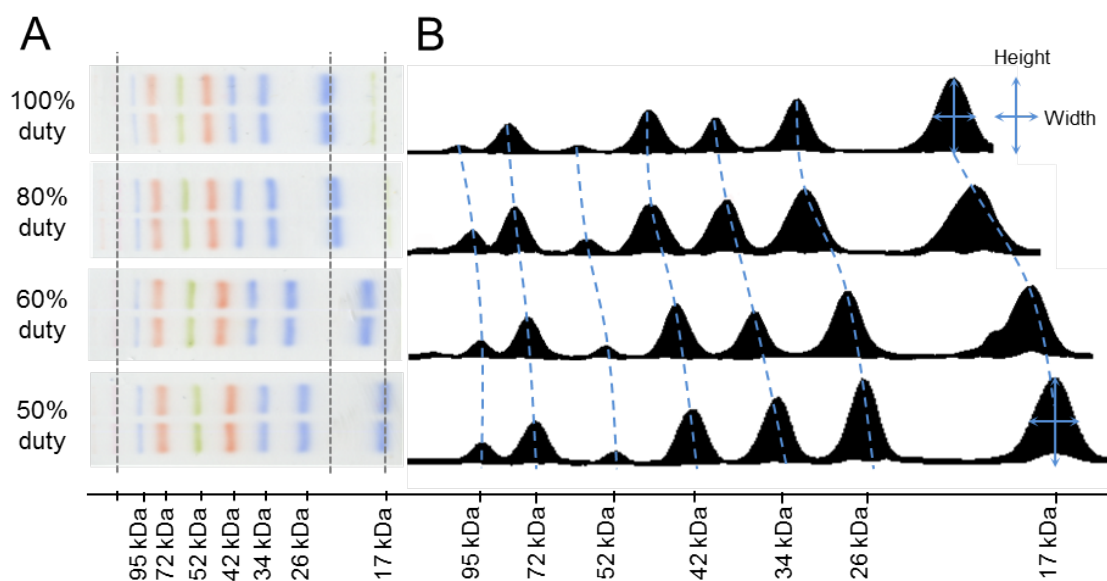 A
B
Height
Width
100%
duty
80%
duty
60%
duty
50%
duty
95 kDa
72 kDa
52 kDa
42 kDa
34 kDa
26 kDa
17 kDa
95 kDa
72 kDa
52 kDa
42 kDa
34 kDa
26 kDa
17 kDa